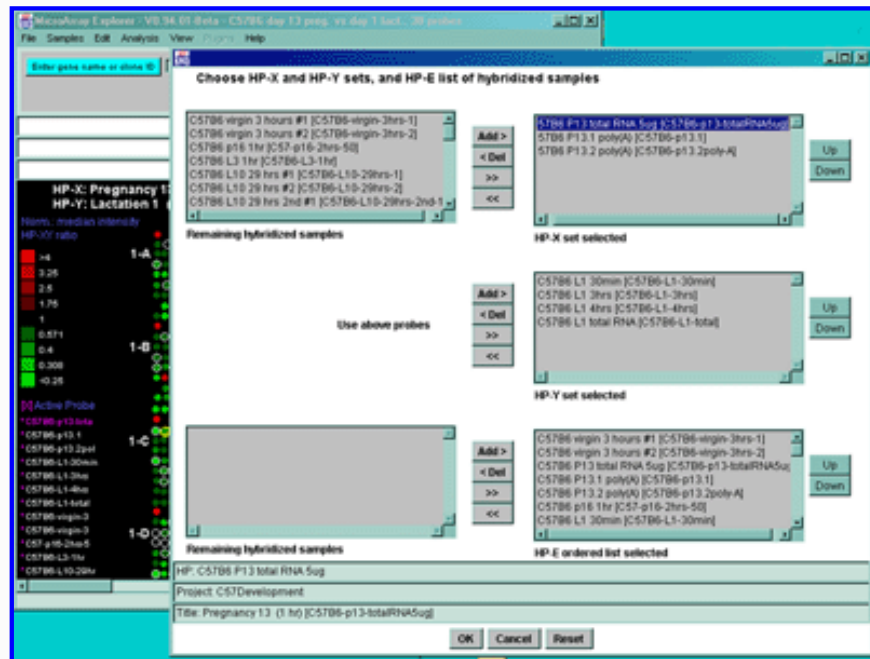 MicroArray Explorer - V0.94.01-Beta - C57B6 day 13 preg. vs day 1 lact., 38 probes
File Samples Edit Analysis View Plugins Help
Enter gene name or clone ID
Choose HP-X and HP-Y sets, and HP-E list of hybridized samples
C57B6 virgin 3 hours #1 [C57B6-virgin-3hrs-1]
C57B6 virgin 3 hours #2 [C57B6-virgin-3hrs-2]
C57B6 p16 1hr [C57-p16-2hrs-50]
C57B6 L3 1hr [C57B6-L3-1hr]
C57B6 L10 29 hrs #1 [C57B6-L10-29hrs-1]
C57B6 L10 29 hrs #2 [C57B6-L10-29hrs-2]
C57B6 L10 29 hrs 2nd #1 [C57B6-L10-29hrs-2nd-1
Remaining hybridized samples
Add >
< Del
>>
<<
57B6 P13 total RNA 5ug [C57B6-p13-totalRNA5ug]
57B6 P13.1 poly(A) [C57B6-p13.1]
57B6 P13.2 poly(A) [C57B6-p13.2poly-A]
HP-X set selected
Up
Down
Use above probes
Add >
< Del
>>
<<
C57B6 L1 30min [C57B6-L1-30min]
C57B6 L1 3hrs [C57B6-L1-3hrs]
C57B6 L1 4hrs [C57B6-L1-4hrs]
C57B6 L1 total RNA [C57B6-L1-total]
HP-Y set selected
Up
Down
Remaining hybridized samples
Add >
< Del
>>
<<
C57B6 virgin 3 hours #1 [C57B6-virgin-3hrs-1]
C57B6 virgin 3 hours #2 [C57B6-virgin-3hrs-2]
C57B6 P13 total RNA 5ug [C57B6-p13-totalRNA5ug
C57B6 P13.1 poly(A) [C57B6-p13.1]
C57B6 P13.2 poly(A) [C57B6-p13.2poly-A]
C57B6 p16 1hr [C57-p16-2hrs-50]
C57B6 L1 30min [C57B6-L1-30min]
HP-E ordered list selected
Up
Down
HP-X: Pregnancy 13
HP-Y: Lactation 1
Norm.: median intensity
HP-XY ratio
>4
3.25
2.5
1.75
1
0.571
0.4
0.308
<0.25
1-A
1-B
1-C
1-D
[x] Active Probe
*C57B6-p13-tota
*C57B6-p13.1
*C57B6-p13.2pol
*C57B6-L1-30min
*C57B6-L1-3hrs
*C57B6-L1-4hrs
*C57B6-L1-total
*C57B6-virgin-3
*C57B6-virgin-3
*C57-p16-2hrs-5
*C57B6-L3-1hr
*C57B6-L10-29hr
HP: C57B6 P13 total RNA 5ug
Project: C57Development
Title: Pregnancy 13 (1 hr) [C57B6-p13-totalRNA5ug]
OK Cancel Reset